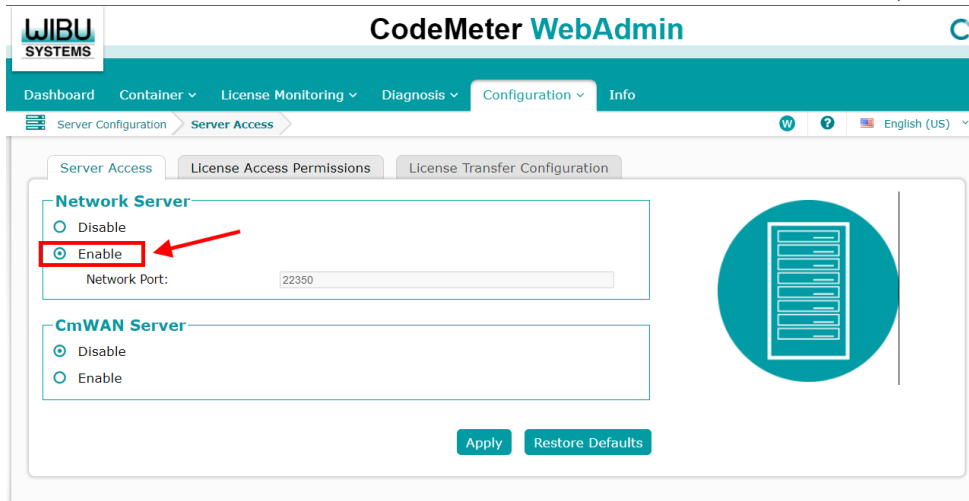 WIBU
SYSTEMS
CodeMeter WebAdmin
Dashboard Container License Monitoring Diagnosis Configuration Info
Server Configuration Server Access W ? English (US)
Server Access License Access Permissions License Transfer Configuration
Network Server
Disable
Enable
Network Port: 22350
CmWAN Server
Disable
Enable
Apply Restore Defaults